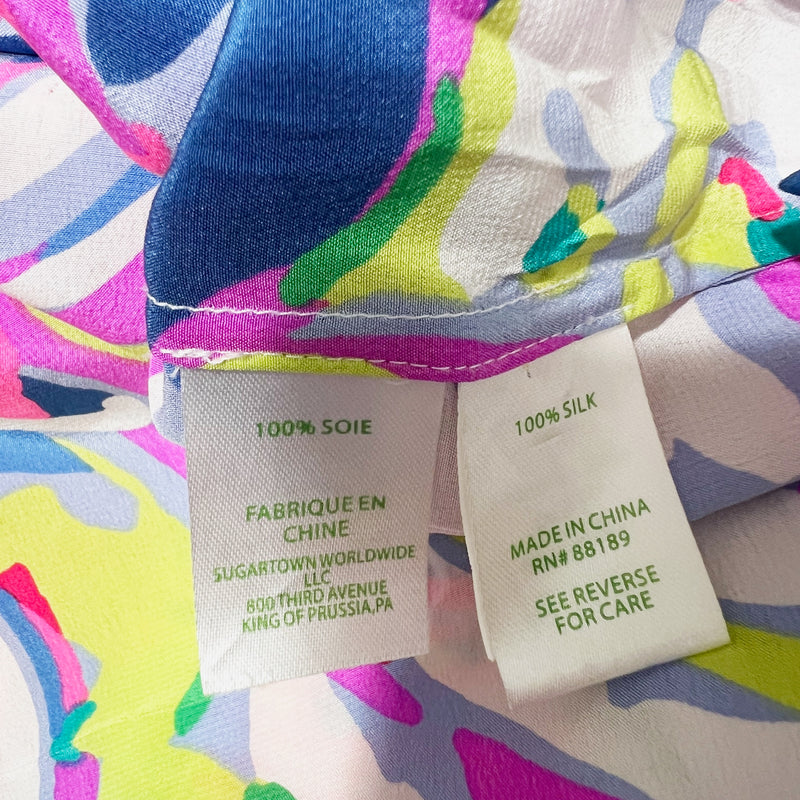 100% SOIE
FABRIQUE EN
CHINE
SUGARTOWN WORLDWIDE
LLC
800 THIRD AVENUE
KING OF PRUSSIA,PA
100% SILK
MADE IN CHINA
RN# 88189
SEE REVERSE
FOR CARE